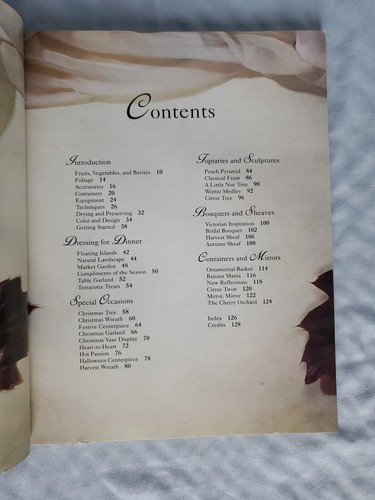 Contents
Introduction
Fruits, Vegetables, and Berries 10
Foliage 14
Accessories 16
Containers 20
Equipment 24
Techniques 26
Drying and Preserving 32
Color and Design 34
Getting Started 38
Dressing for Dinner
Floating Islands 42
Natural Landscape 44
Market Garden 48
Compliments of the Season 50
Table Garland 52
Terracotta Treats 54
Special Occasions
Christmas Tree 58
Christmas Wreath 60
Festive Centerpiece 64
Christmas Garland 66
Christmas Vase Display 70
Heart-to-Heart 72
Hot Passion 76
Halloween Centerpiece 78
Harvest Wreath 80
Topiaries and Sculptures
Peach Pyramid 84
Classical Feast 86
A Little Nut Tree 90
Winter Medley 92
Citrus Tree 96
Bouquets and Sheaves
Victorian Inspiration 100
Bridal Bouquet 102
Harvest Sheaf 106
Autumn Sheaf 108
Containers and Mirrors
Ornamental Basket 114
Banana Mania 116
New Reflections 118
Citrus Twist 120
Mirror, Mirror 122
The Cherry Orchard 124
Index 126
Credits 128